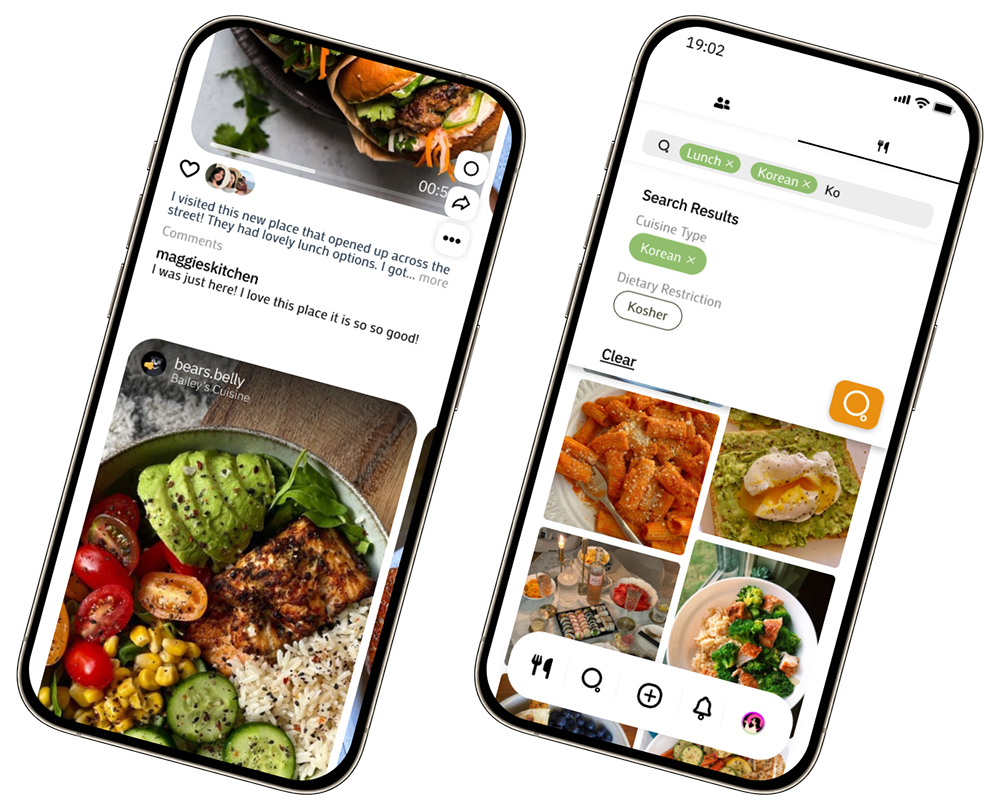 00:5
I visited this new place that opened up across the
street! They had lovely lunch options. I got... more
Comments
maggieskitchen
I was just here! I love this place it is so so good!
bears.belly
Bailey's Cuisine
19:02
Lunch × Korean × Ko
Search Results
Cuisine Type
Korean ×
Dietary Restriction
Kosher
Clear